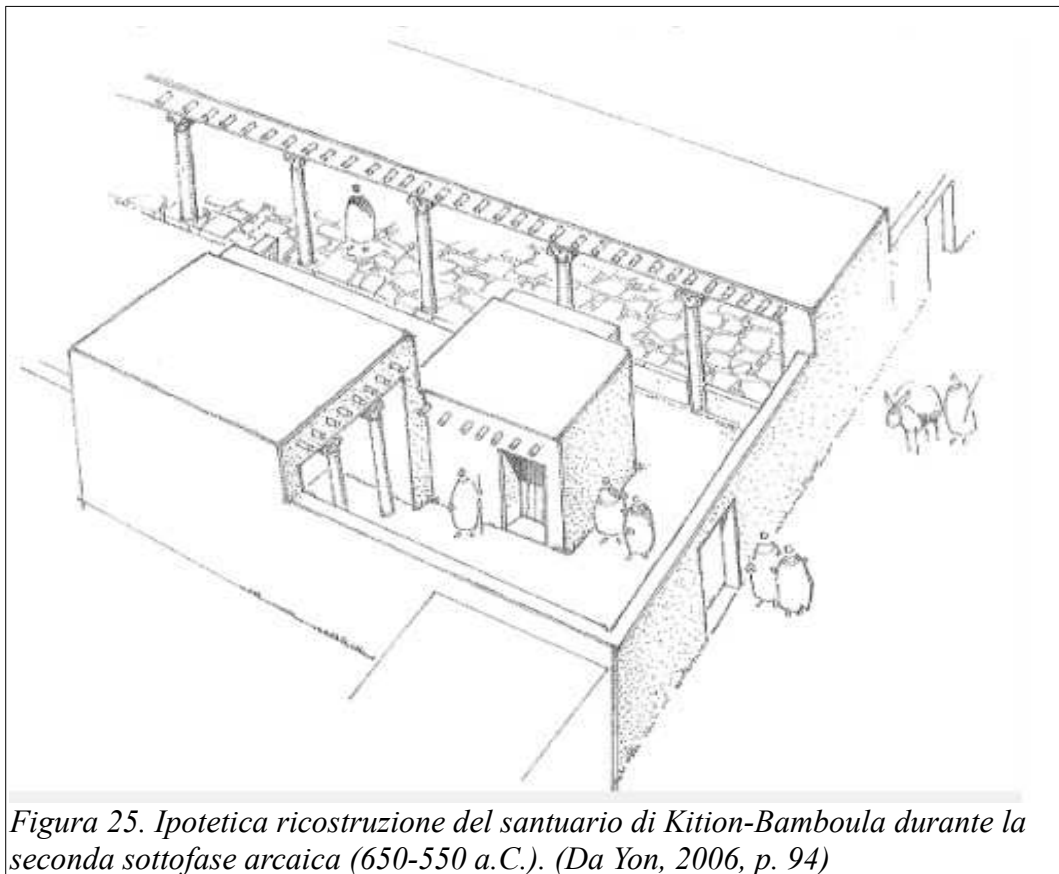 Figura 25. Ipotetica ricostruzione del santuario di Kition-Bamboula durante la
seconda sottofase arcaica (650-550 a.C.). (Da Yon, 2006, p. 94)